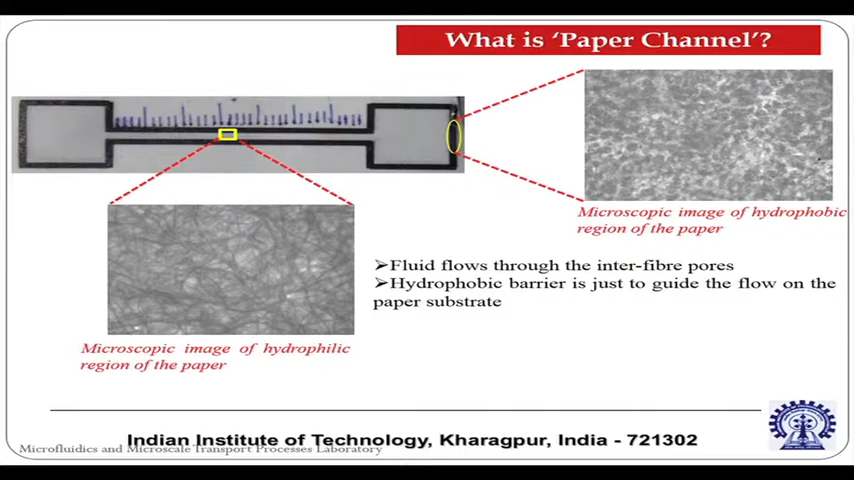 What is 'Paper Channel'?
Microscopic image of hydrophobic
region of the paper
➢Fluid flows through the inter-fibre pores
➢Hydrophobic barrier is just to guide the flow on the
paper substrate
Microscopic image of hydrophilic
region of the paper
Indian Institute of Technology, Kharagpur, India - 721302
Microfluidics and Microscale Transport Processes Laboratory